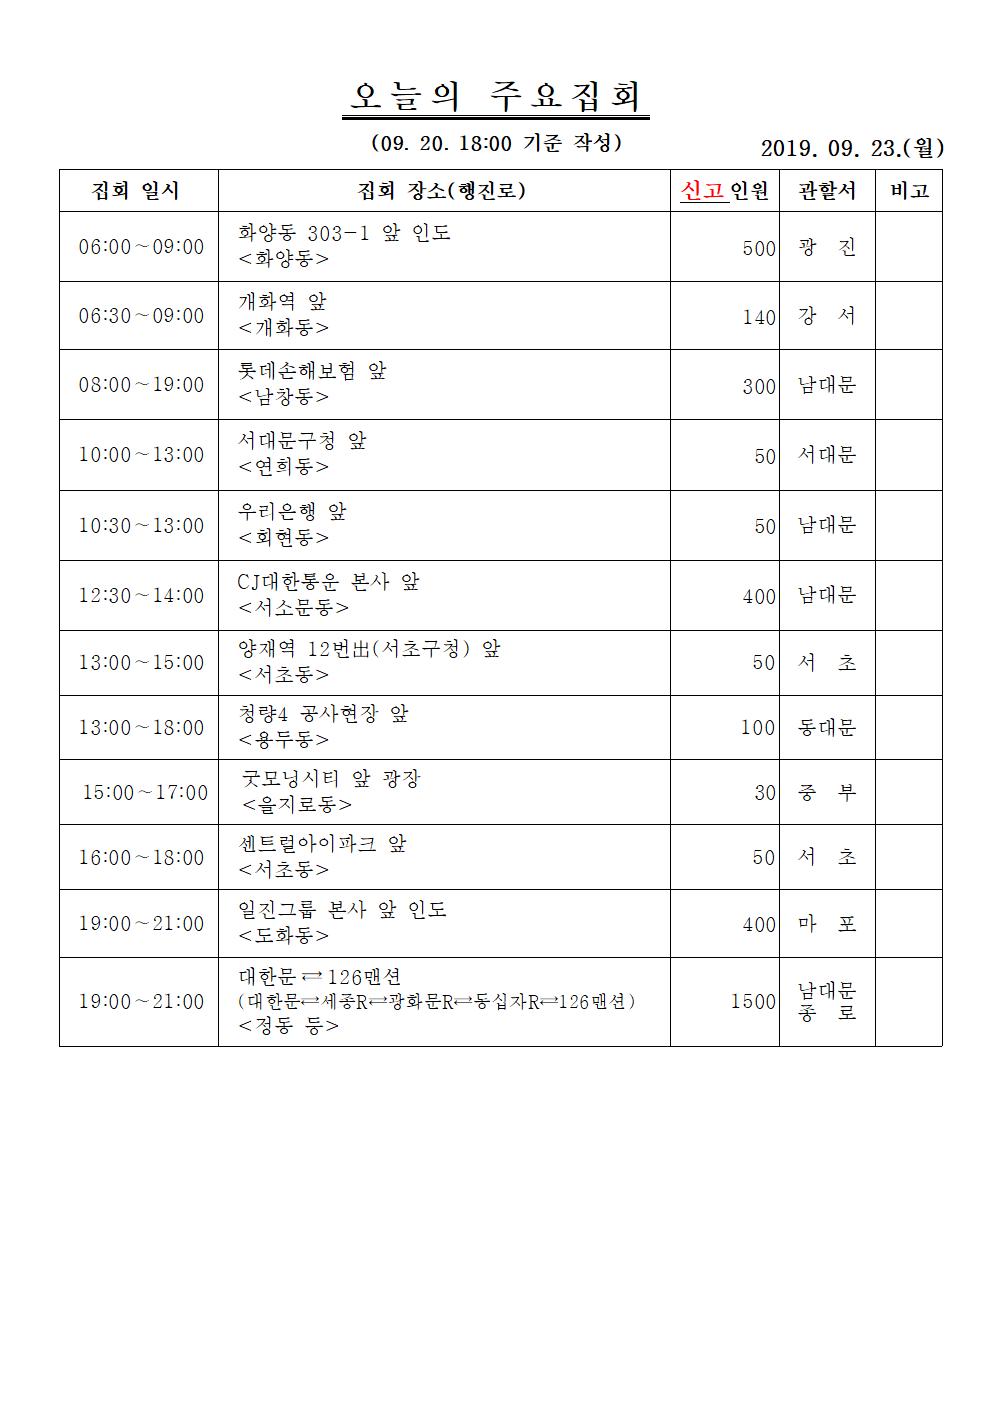 오늘의 주요집회
(09. 20. 18:00 기준 작성)
2019. 09. 23.(월)
집회 일시 집회 장소(행진로) 신고인원 관할서 비고
06:00~09:00 화양동 303-1 앞 인도 500 광 진
<화양동>
06:30~09:00 개화역 앞 140 강 서
<개화동>
08:00~19:00 롯데손해보험 앞 300 남대문
<남창동>
10:00~13:00 서대문구청 앞 50 서대문
<연희동>
10:30~13:00 우리은행 앞 50 남대문
<회현동>
12:30~14:00 CJ대한통운 본사 앞 400 남대문
<서소문동>
13:00~15:00 양재역 12번出(서초구청) 앞 50 서 초
<서초동>
13:00~18:00 청량4 공사현장 앞 100 동대문
<용두동>
15:00~17:00 굿모닝시티 앞 광장 30 중 부
<을지로동>
16:00~18:00 센트럴아이파크 앞 50 서 초
<서초동>
19:00~21:00 일진그룹 본사 앞 인도 400 마 포
<도화동>
19:00~21:00 대한문⇄126맨션 1500 남대문
(대한문⇄세종R⇄광화문R⇄동십자R⇄126맨션) 종 로
<정동 등>